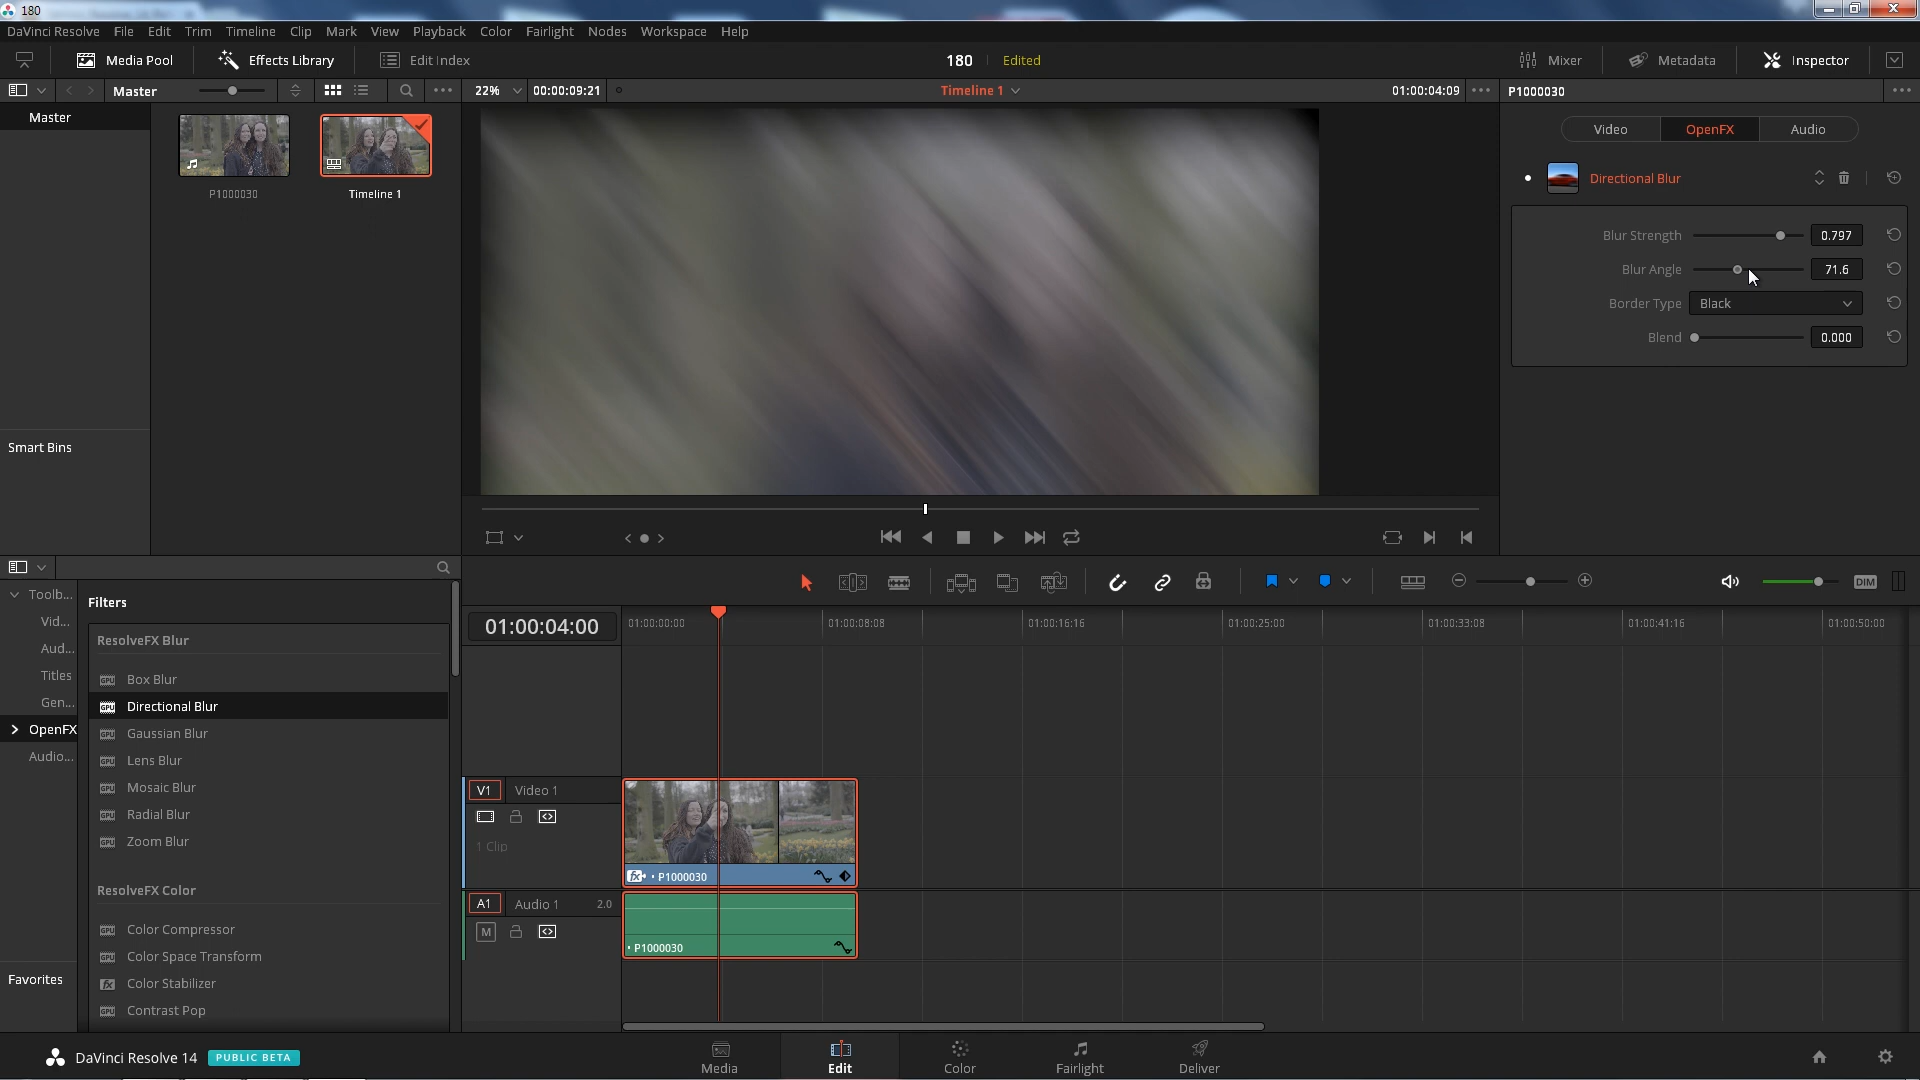 180
DaVinci Resolve File Edit Trim Timeline Clip Mark View Playback Color Fairlight Nodes Workspace Help
Media Pool Effects Library Edit Index 180 Edited Mixer Metadata Inspector
Master 22% 00:00:09:21 Timeline 1 01:00:04:09 P1000030
Master
Video OpenFX Audio
P1000030 Timeline 1
Directional Blur
Blur Strength 0.797
Blur Angle 71.6
Border Type Black
Blend 0.000
Smart Bins
Toolb...
Vid...
Aud...
Titles
Gen...
OpenFX
Audio...
Favorites
Filters
ResolveFX Blur
Box Blur
Directional Blur
Gaussian Blur
Lens Blur
Mosaic Blur
Radial Blur
Zoom Blur
ResolveFX Color
Color Compressor
Color Space Transform
Color Stabilizer
Contrast Pop
DIM
01:00:04:00 01:00:00:00 01:00:08:08 01:00:16:16 01:00:25:00 01:00:33:08 01:00:41:16 01:00:50:00
V1 Video 1
1 Clip
fx • P1000030
A1 Audio 1 2.0
M
• P1000030
DaVinci Resolve 14 PUBLIC BETA
Media Edit Color Fairlight Deliver